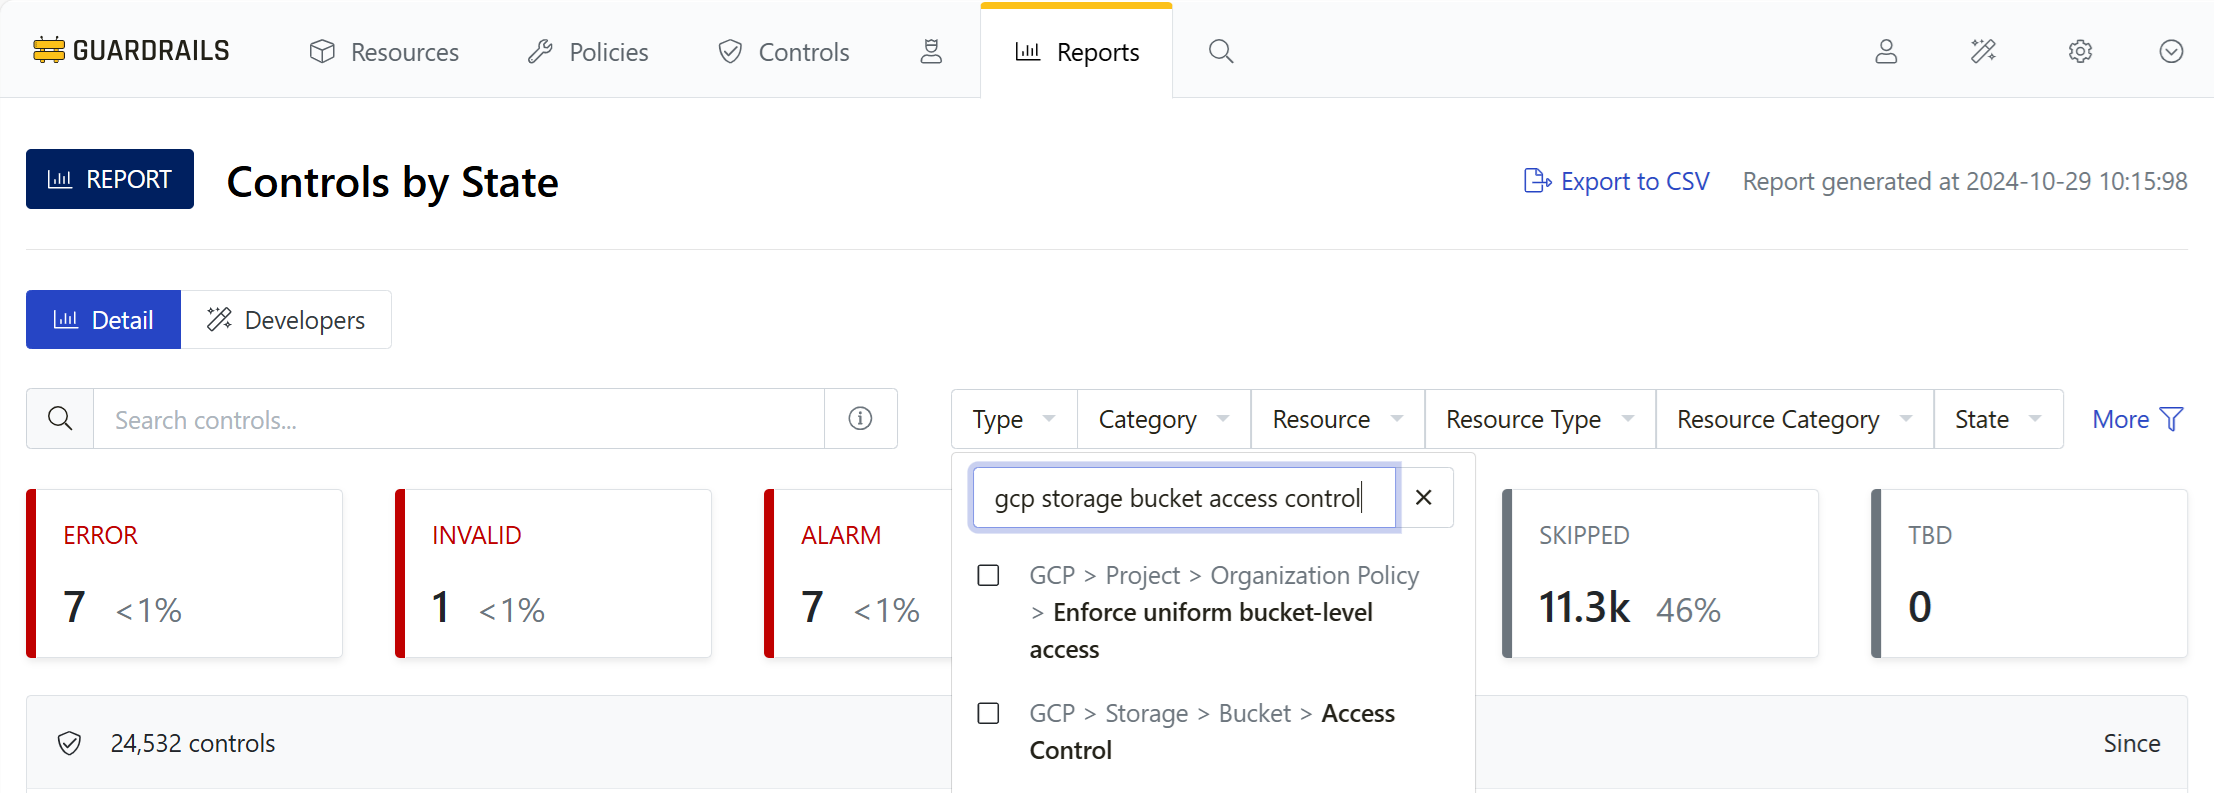 GUARDRAILS
Resources
Policies
Controls
Reports
REPORT
Controls by State
Export to CSV
Report generated at 2024-10-29 10:15:98
Detail
Developers
Search controls...
Type
Category
Resource
Resource Type
Resource Category
State
More
gcp storage bucket access control
ERROR
7 <1%
INVALID
1 <1%
ALARM
7 <1%
GCP > Project > Organization Policy
> Enforce uniform bucket-level
access
GCP > Storage > Bucket > Access
Control
SKIPPED
11.3k 46%
TBD
0
24,532 controls
Since